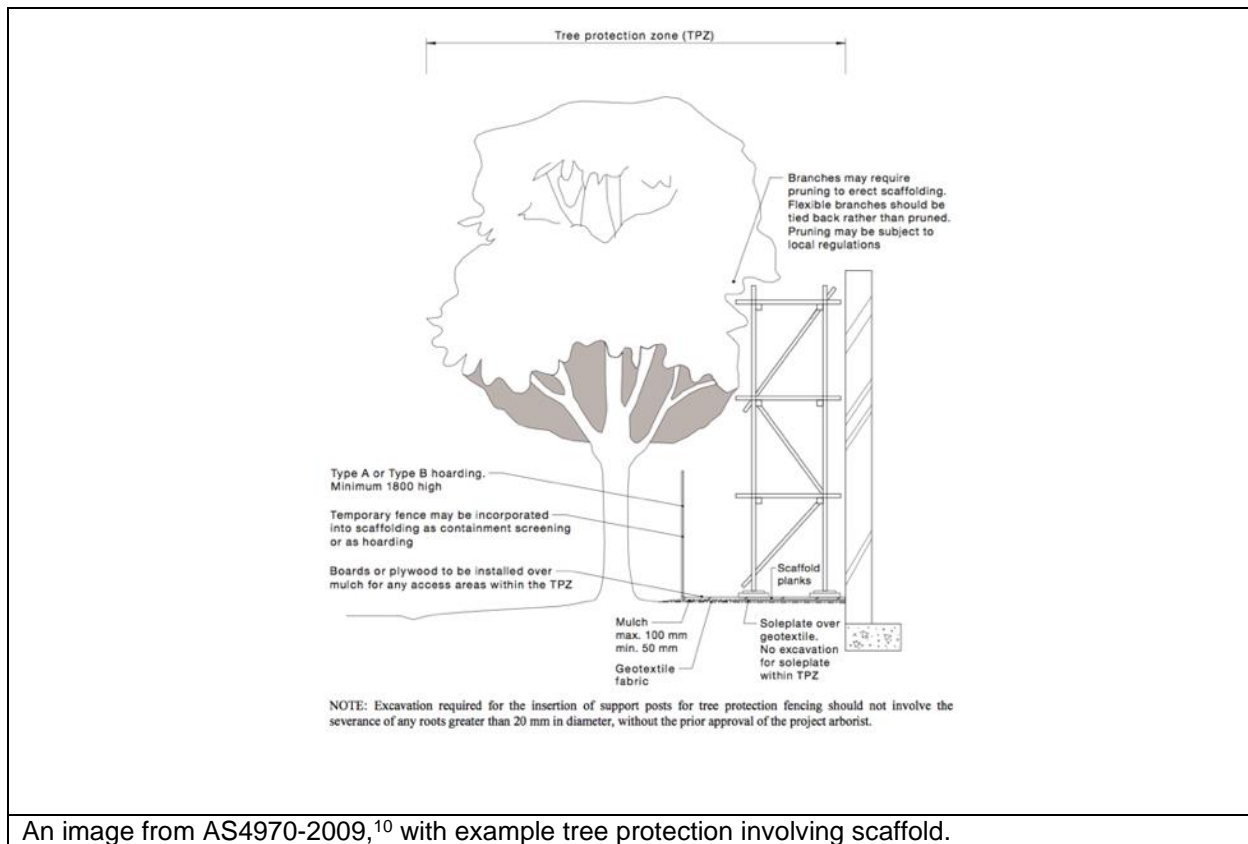 Tree protection zone (TPZ)
Branches may require
pruning to erect scaffolding.
Flexible branches should be
tied back rather than pruned.
Pruning may be subject to
local regulations
Type A or Type B hoarding.
Minimum 1800 high
Temporary fence may be incorporated
into scaffolding as containment screening
or as hoarding
Boards or plywood to be installed over
mulch for any access areas within the TPZ
Scaffold
planks
Mulch
max. 100 mm
min. 50 mm
Geotextile
fabric
Soleplate over
geotextile.
No excavation
for soleplate
within TPZ
NOTE: Excavation required for the insertion of support posts for tree protection fencing should not involve the
severance of any roots greater than 20 mm in diameter, without the prior approval of the project arborist.
An image from AS4970-2009,10 with example tree protection involving scaffold.